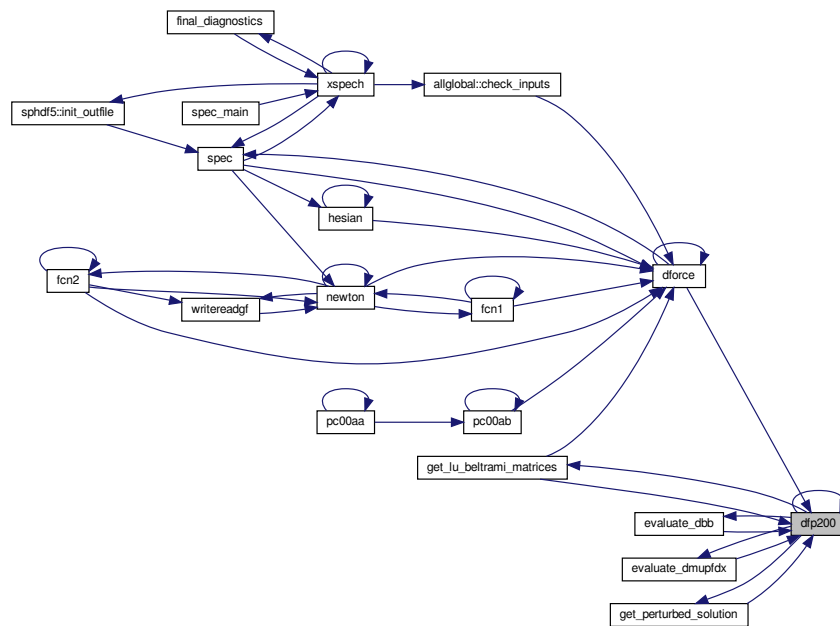 final_diagnostics
xspech
allglobal::check_inputs
sphdf5::init_outfile
spec_main
spec
hesian
fcn2
dforce
newton
writereadgf
fcn1
pc00aa
pc00ab
get_lu_beltrami_matrices
evaluate_dbb
dfp200
evaluate_dmupfdx
get_perturbed_solution